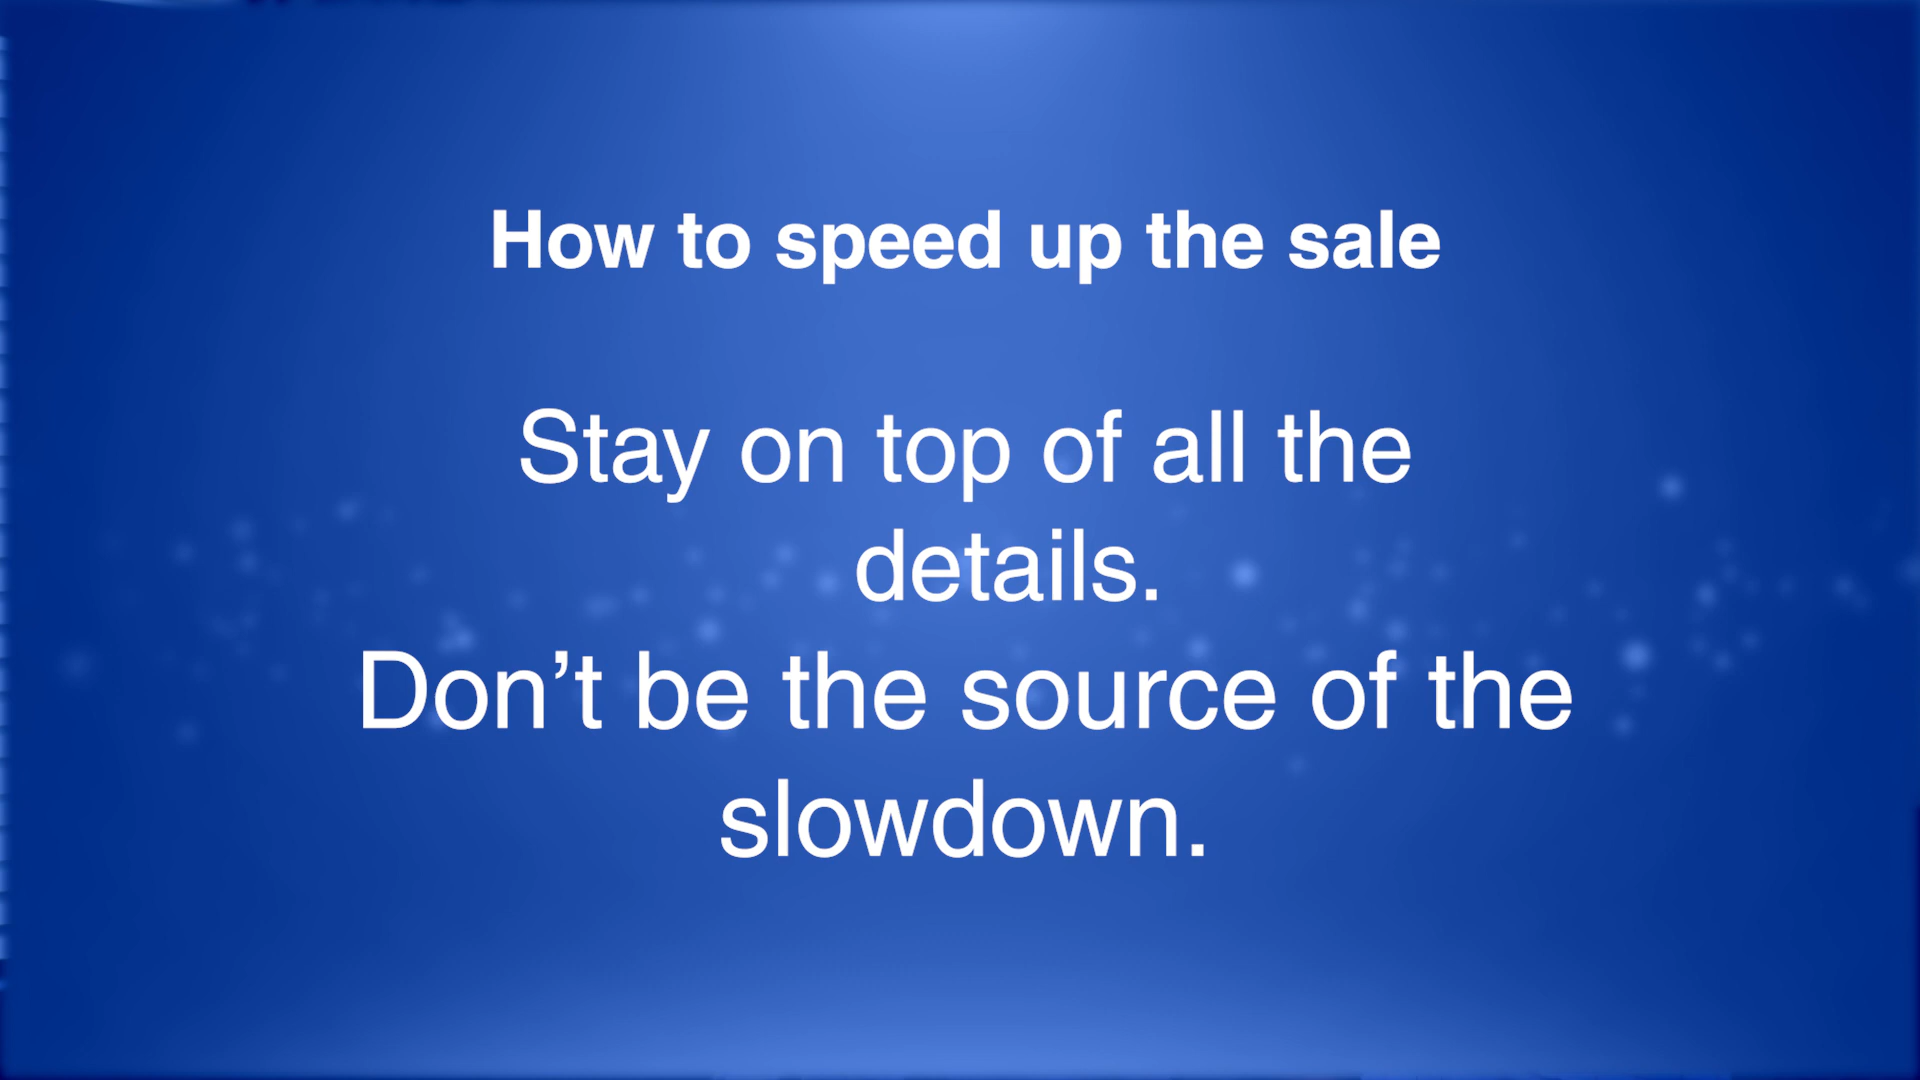 How to speed up the sale
Stay on top of all the
details.
Don’t be the source of the
slowdown.